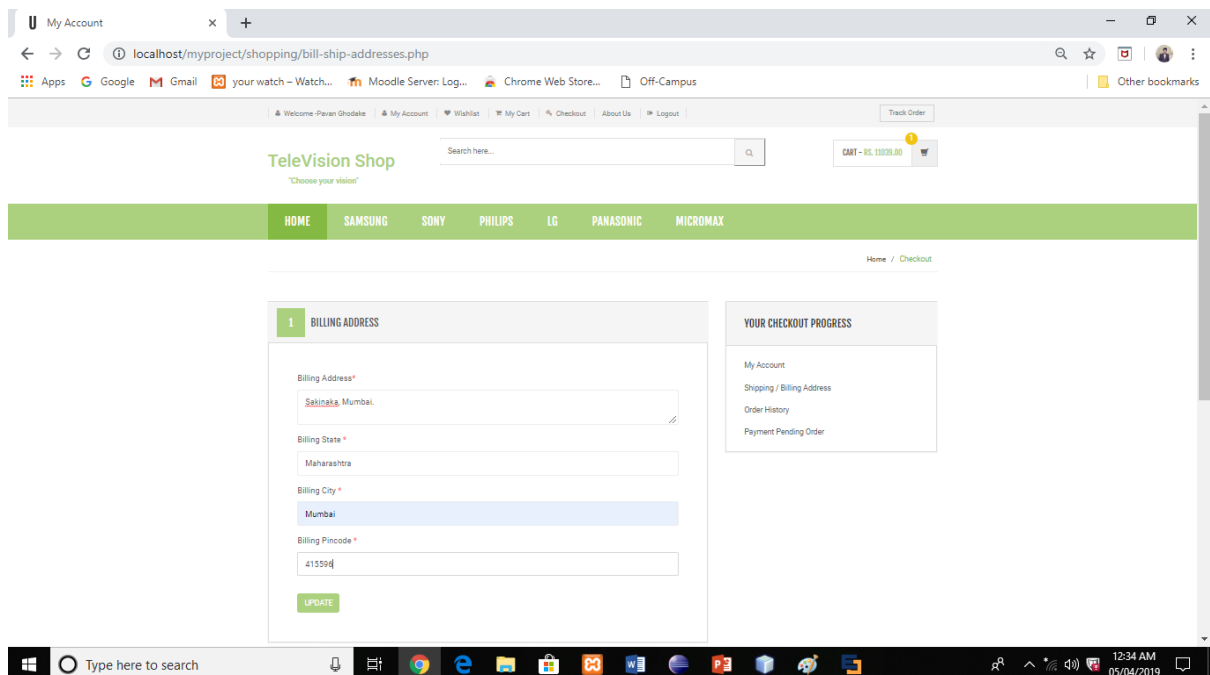 U My Account × +
localhost/myproject/shopping/bill-ship-addresses.php
Apps Google Gmail your watch – Watch... Moodle Server: Log... Chrome Web Store... Off-Campus Other bookmarks
Welcome -Pavan Ghodake My Account Wishlist My Cart Checkout About Us Logout Track Order
1
TeleVision Shop Search here... CART - RS. 11039.00
"Choose your vision"
HOME SAMSUNG SONY PHILIPS LG PANASONIC MICROMAX
Home / Checkout
1 BILLING ADDRESS
Billing Address*
Sakinaka, Mumbai.
Billing State *
Maharashtra
Billing City *
Mumbai
Billing Pincode *
415596
UPDATE
YOUR CHECKOUT PROGRESS
My Account
Shipping / Billing Address
Order History
Payment Pending Order
Type here to search
12:34 AM
05/04/2019